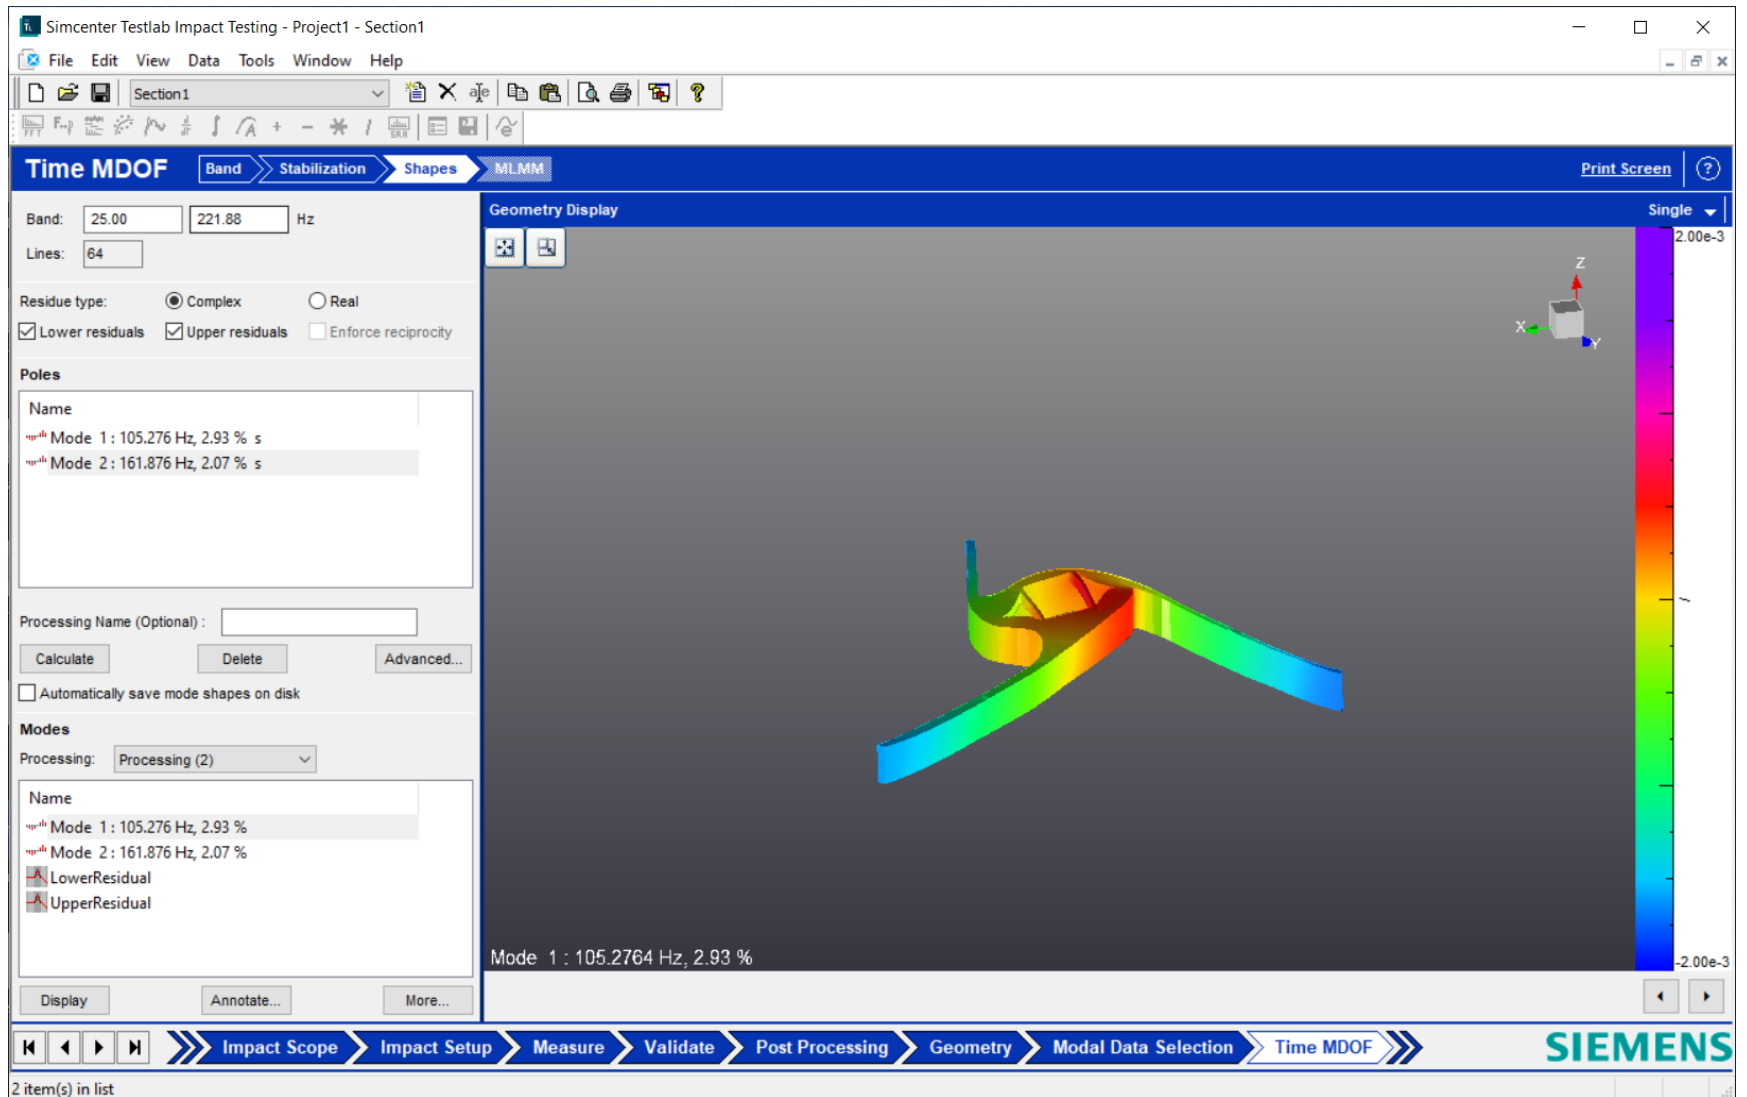 Simcenter Testlab Impact Testing - Project1 - Section1
File Edit View Data Tools Window Help
Section1
Time MDOF Band Stabilization Shapes MLMM Print Screen
Band: 25.00 221.88 Hz
Lines: 64
Residue type: Complex Real
Lower residuals Upper residuals Enforce reciprocity
Poles
Name
Mode 1 : 105.276 Hz, 2.93 % s
Mode 2 : 161.876 Hz, 2.07 % s
Processing Name (Optional) :
Calculate Delete Advanced...
Automatically save mode shapes on disk
Modes
Processing: Processing (2)
Name
Mode 1 : 105.276 Hz, 2.93 %
Mode 2 : 161.876 Hz, 2.07 %
LowerResidual
UpperResidual
Display Annotate... More...
Geometry Display Single
2.00e-3
Z
X
Y
/
-2.00e-3
Mode 1 : 105.2764 Hz, 2.93 %
Impact Scope Impact Setup Measure Validate Post Processing Geometry Modal Data Selection Time MDOF SIEMENS
2 item(s) in list